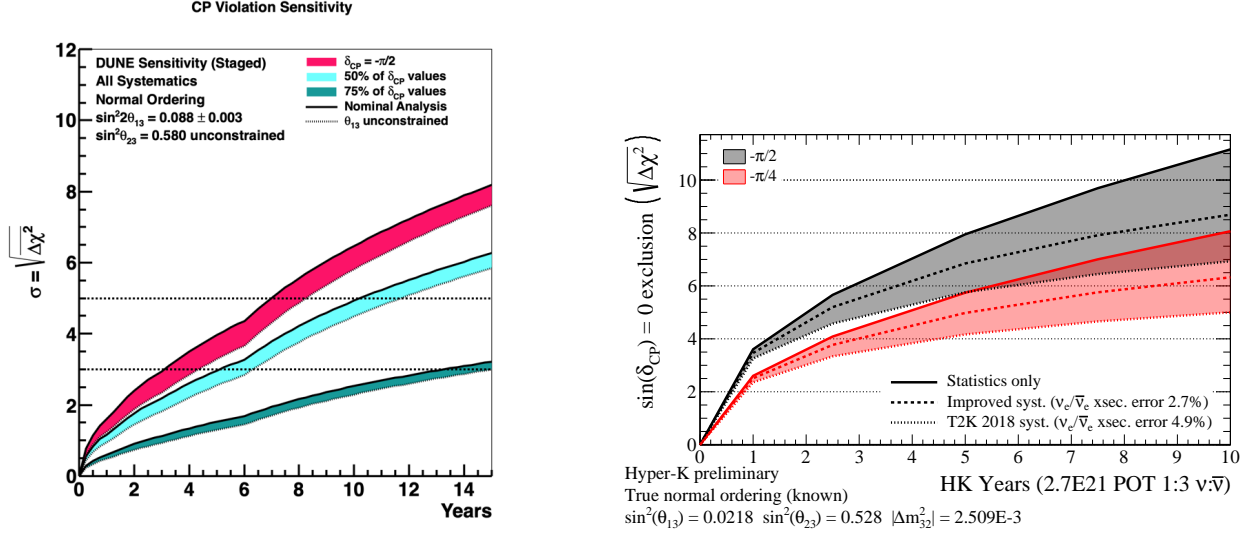 CP Violation Sensitivity
DUNE Sensitivity (Staged)
All Systematics
Normal Ordering
sin²2θ₁₃ = 0.088 ± 0.003
sin²θ₂₃ = 0.580 unconstrained
δCP = -π/2
50% of δCP values
75% of δCP values
Nominal Analysis
θ₁₃ unconstrained
σ = √Δχ²
12
10
8
6
4
2
0
0 2 4 6 8 10 12 14
Years
sin(δCP) = 0 exclusion (√Δχ²)
-π/2
-π/4
10
8
6
4
2
0
Statistics only
Improved syst. (νe/ν̅e xsec. error 2.7%)
T2K 2018 syst. (νe/ν̅e xsec. error 4.9%)
0 1 2 3 4 5 6 7 8 9 10
HK Years (2.7E21 POT 1:3 ν:ν̅)
Hyper-K preliminary
True normal ordering (known)
sin²(θ₁₃) = 0.0218 sin²(θ₂₃) = 0.528 |Δm²₃₂| = 2.509E-3